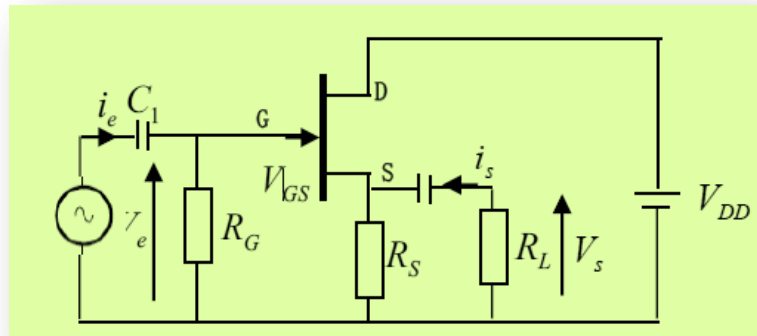 i_e C_1
G
D
V_GS
S
i_s
V_e
R_G
R_S
R_L
V_s
V_DD